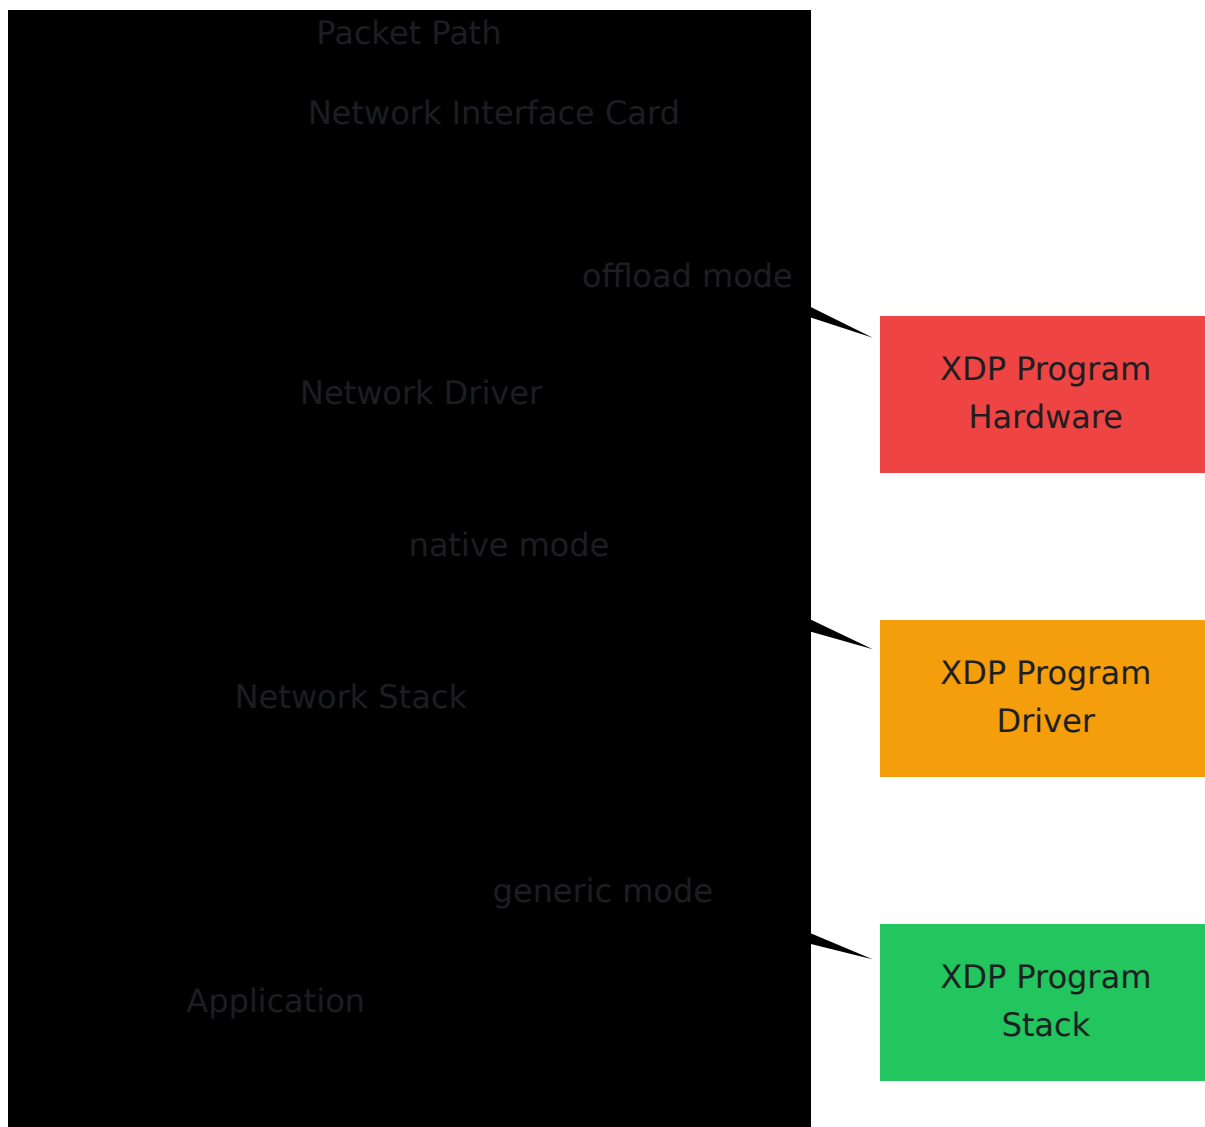 Packet Path
Network Interface Card
offload mode
XDP Program
Hardware
Network Driver
native mode
XDP Program
Driver
Network Stack
generic mode
XDP Program
Stack
Application